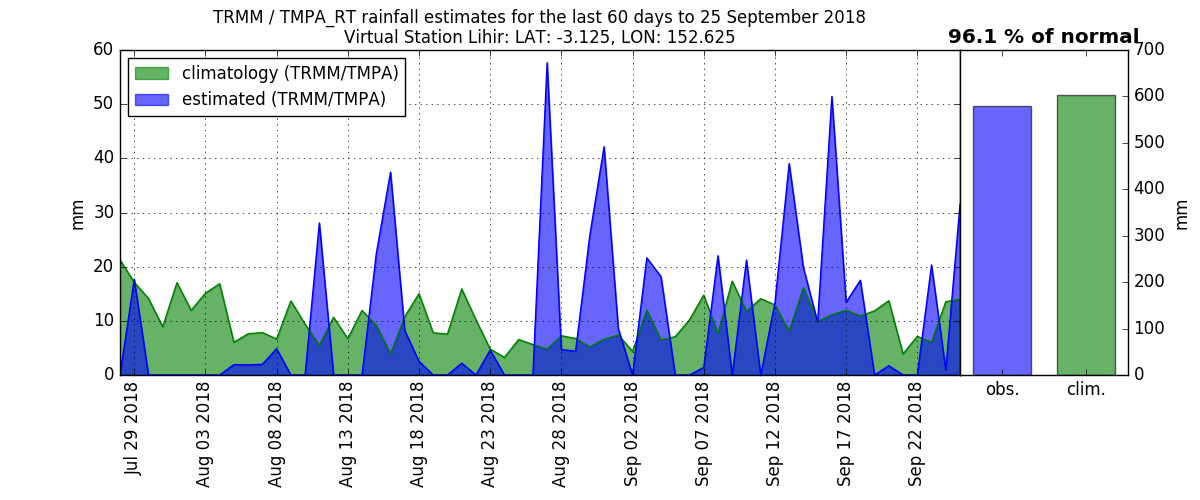 TRMM / TMPA_RT rainfall estimates for the last 60 days to 25 September 2018
Virtual Station Lihir: LAT: -3.125, LON: 152.625
96.1 % of normal
climatology (TRMM/TMPA)
estimated (TRMM/TMPA)
60
50
40
30
20
10
0
mm
Jul 29 2018
Aug 03 2018
Aug 08 2018
Aug 13 2018
Aug 18 2018
Aug 23 2018
Aug 28 2018
Sep 02 2018
Sep 07 2018
Sep 12 2018
Sep 17 2018
Sep 22 2018
obs.
clim.
700
600
500
400
300
200
100
0
mm